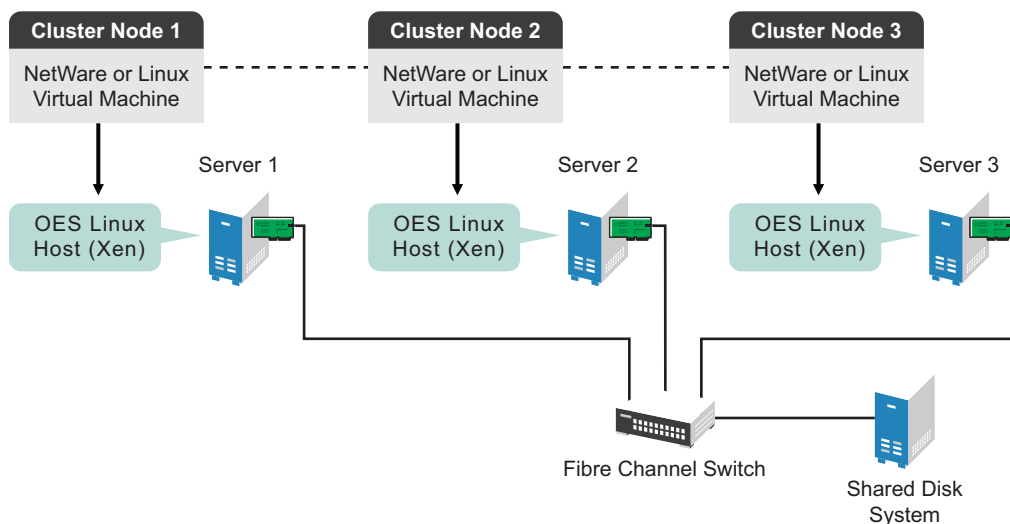 Cluster Node 1
NetWare or Linux
Virtual Machine
Cluster Node 2
NetWare or Linux
Virtual Machine
Cluster Node 3
NetWare or Linux
Virtual Machine
Server 1
Server 2
Server 3
OES Linux
Host (Xen)
OES Linux
Host (Xen)
OES Linux
Host (Xen)
Fibre Channel Switch
Shared Disk
System